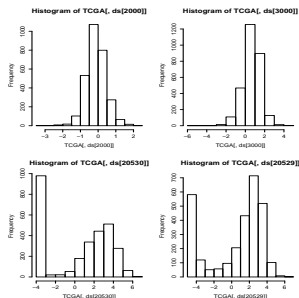 Histogram of TCGA[, ds[2000]]
Frequency
0 200 400 600 800 1000
-3 -2 -1 0 1 2
TCGA[, ds[2000]]
Histogram of TCGA[, ds[3000]]
Frequency
0 200 400 600 800 1000 1200
-6 -4 -2 0 2 4
TCGA[, ds[3000]]
Histogram of TCGA[, ds[20530]]
Frequency
0 200 400 600 800 1000
-4 -2 0 2 4 6
TCGA[, ds[20530]]
Histogram of TCGA[, ds[20529]]
Frequency
0 100 200 300 400 500 600 700
-4 -2 0 2 4 6
TCGA[, ds[20529]]